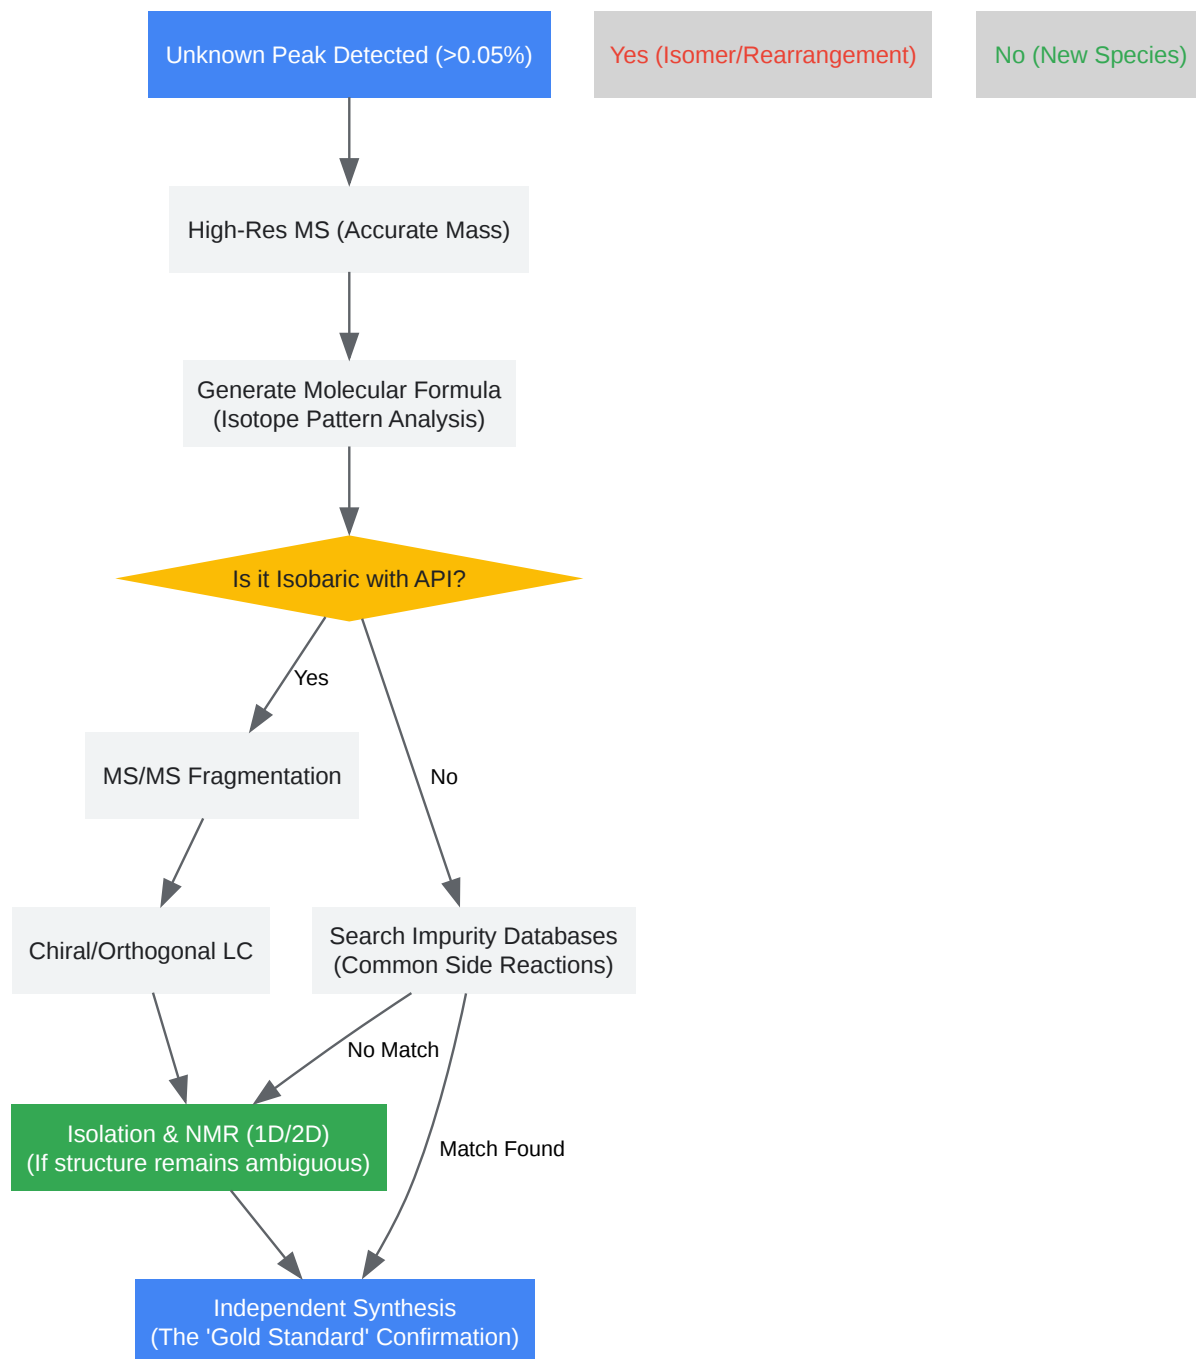 Unknown Peak Detected (>0.05%)
Yes (Isomer/Rearrangement)
No (New Species)
High-Res MS (Accurate Mass)
Generate Molecular Formula
(Isotope Pattern Analysis)
Is it Isobaric with API?
Yes
MS/MS Fragmentation
No
Chiral/Orthogonal LC
Search Impurity Databases
(Common Side Reactions)
No Match
Isolation & NMR (1D/2D)
(If structure remains ambiguous)
Match Found
Independent Synthesis
(The 'Gold Standard' Confirmation)